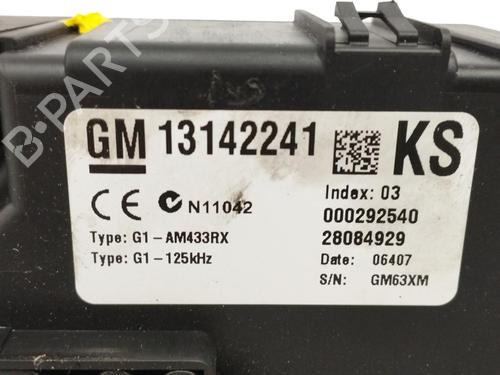 B-PARTS
GM 13142241 KS
CE N11042
Index: 03
000292540
Type: G1-AM433RX 28084929
Type: G1-125kHz Date: 06407
S/N: GM63XM